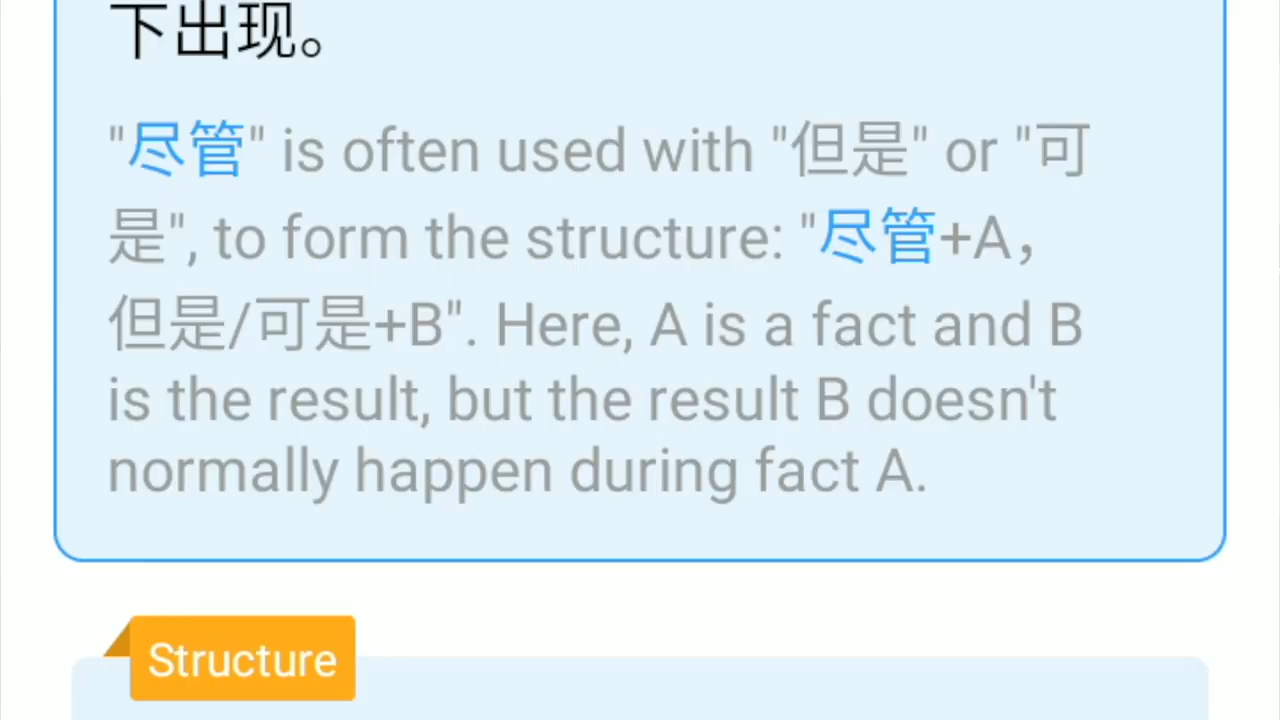 下出现。
"尽管" is often used with "但是" or "可
是", to form the structure: "尽管+A，
但是/可是+B". Here, A is a fact and B
is the result, but the result B doesn't
normally happen during fact A.
Structure